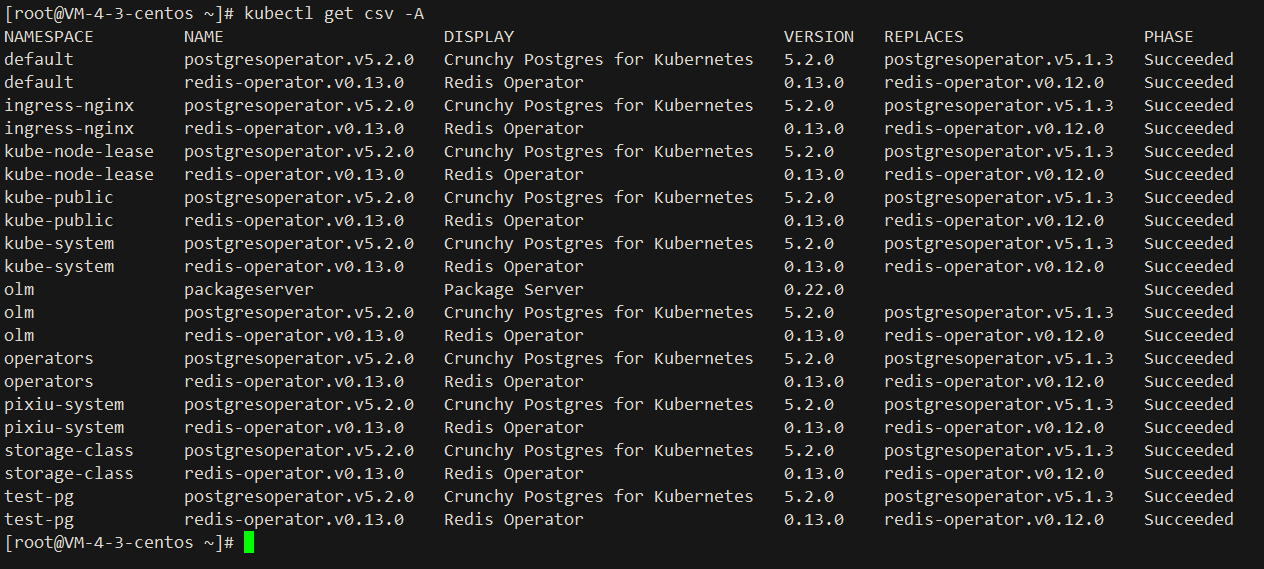 [root@VM-4-3-centos ~]# kubectl get csv -A
NAMESPACE         NAME                      DISPLAY                          VERSION   REPLACES                  PHASE
default           postgresoperator.v5.2.0   Crunchy Postgres for Kubernetes   5.2.0     postgresoperator.v5.1.3   Succeeded
default           redis-operator.v0.13.0    Redis Operator                    0.13.0    redis-operator.v0.12.0    Succeeded
ingress-nginx     postgresoperator.v5.2.0   Crunchy Postgres for Kubernetes   5.2.0     postgresoperator.v5.1.3   Succeeded
ingress-nginx     redis-operator.v0.13.0    Redis Operator                    0.13.0    redis-operator.v0.12.0    Succeeded
kube-node-lease   postgresoperator.v5.2.0   Crunchy Postgres for Kubernetes   5.2.0     postgresoperator.v5.1.3   Succeeded
kube-node-lease   redis-operator.v0.13.0    Redis Operator                    0.13.0    redis-operator.v0.12.0    Succeeded
kube-public       postgresoperator.v5.2.0   Crunchy Postgres for Kubernetes   5.2.0     postgresoperator.v5.1.3   Succeeded
kube-public       redis-operator.v0.13.0    Redis Operator                    0.13.0    redis-operator.v0.12.0    Succeeded
kube-system       postgresoperator.v5.2.0   Crunchy Postgres for Kubernetes   5.2.0     postgresoperator.v5.1.3   Succeeded
kube-system       redis-operator.v0.13.0    Redis Operator                    0.13.0    redis-operator.v0.12.0    Succeeded
olm               packageserver             Package Server                    0.22.0                              Succeeded
olm               postgresoperator.v5.2.0   Crunchy Postgres for Kubernetes   5.2.0     postgresoperator.v5.1.3   Succeeded
olm               redis-operator.v0.13.0    Redis Operator                    0.13.0    redis-operator.v0.12.0    Succeeded
operators         postgresoperator.v5.2.0   Crunchy Postgres for Kubernetes   5.2.0     postgresoperator.v5.1.3   Succeeded
operators         redis-operator.v0.13.0    Redis Operator                    0.13.0    redis-operator.v0.12.0    Succeeded
pixiu-system      postgresoperator.v5.2.0   Crunchy Postgres for Kubernetes   5.2.0     postgresoperator.v5.1.3   Succeeded
pixiu-system      redis-operator.v0.13.0    Redis Operator                    0.13.0    redis-operator.v0.12.0    Succeeded
storage-class     postgresoperator.v5.2.0   Crunchy Postgres for Kubernetes   5.2.0     postgresoperator.v5.1.3   Succeeded
storage-class     redis-operator.v0.13.0    Redis Operator                    0.13.0    redis-operator.v0.12.0    Succeeded
test-pg           postgresoperator.v5.2.0   Crunchy Postgres for Kubernetes   5.2.0     postgresoperator.v5.1.3   Succeeded
test-pg           redis-operator.v0.13.0    Redis Operator                    0.13.0    redis-operator.v0.12.0    Succeeded
[root@VM-4-3-centos ~]#